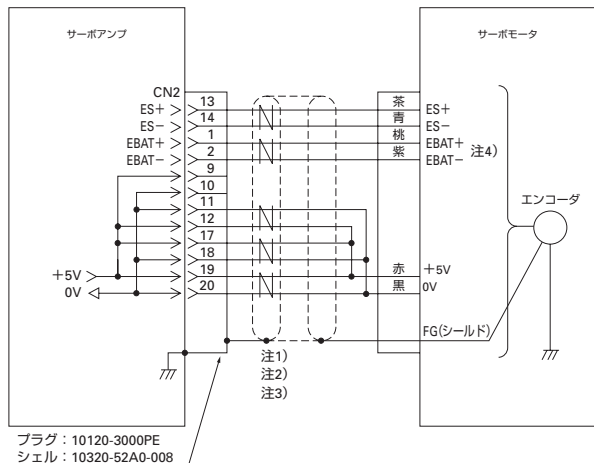 サーボアンプ
サーボモータ
CN2
ES+ 13 茶 ES+
ES− 14 青 ES−
EBAT+ 1 桃 EBAT+
EBAT− 2 紫 EBAT− 注4)
9
10
11
12
17
18
+5V 19 赤 +5V
0V 20 黒 0V
エンコーダ
FG(シールド)
注1)
注2)
注3)
プラグ：10120-3000PE
シェル：10320-52A0-008